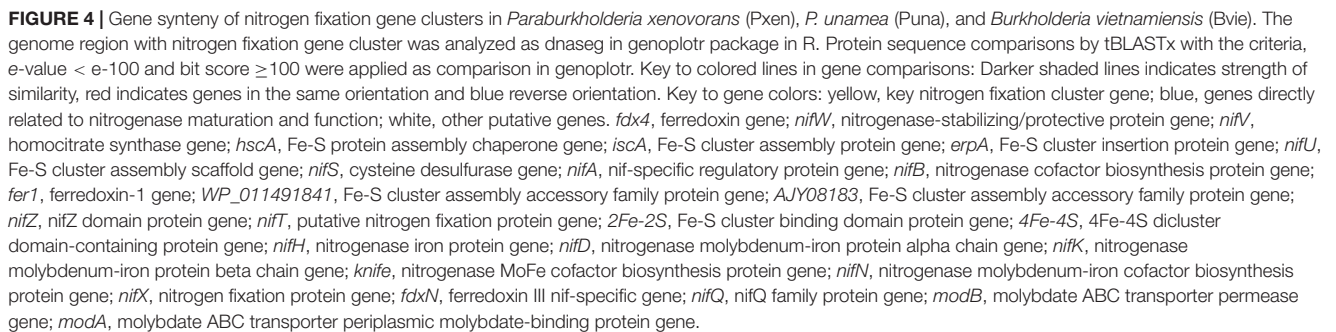 FIGURE 4 | Gene synteny of nitrogen fixation gene clusters in Paraburkholderia xenovorans (Pxen), P. unamea (Puna), and Burkholderia vietnamiensis (Bvie). The
genome region with nitrogen fixation gene cluster was analyzed as dnaseg in genoplotr package in R. Protein sequence comparisons by tBLASTx with the criteria,
e-value < e-100 and bit score ≥100 were applied as comparison in genoplotr. Key to colored lines in gene comparisons: Darker shaded lines indicates strength of
similarity, red indicates genes in the same orientation and blue reverse orientation. Key to gene colors: yellow, key nitrogen fixation cluster gene; blue, genes directly
related to nitrogenase maturation and function; white, other putative genes. fdx4, ferredoxin gene; nifW, nitrogenase-stabilizing/protective protein gene; nifV,
homocitrate synthase gene; hscA, Fe-S protein assembly chaperone gene; iscA, Fe-S cluster assembly protein gene; erpA, Fe-S cluster insertion protein gene; nifU,
Fe-S cluster assembly scaffold gene; nifS, cysteine desulfurase gene; nifA, nif-specific regulatory protein gene; nifB, nitrogenase cofactor biosynthesis protein gene;
fer1, ferredoxin-1 gene; WP_011491841, Fe-S cluster assembly accessory family protein gene; AJY08183, Fe-S cluster assembly accessory family protein gene;
nifZ, nifZ domain protein gene; nifT, putative nitrogen fixation protein gene; 2Fe-2S, Fe-S cluster binding domain protein gene; 4Fe-4S, 4Fe-4S dicluster
domain-containing protein gene; nifH, nitrogenase iron protein gene; nifD, nitrogenase molybdenum-iron protein alpha chain gene; nifK, nitrogenase
molybdenum-iron protein beta chain gene; knife, nitrogenase MoFe cofactor biosynthesis protein gene; nifN, nitrogenase molybdenum-iron cofactor biosynthesis
protein gene; nifX, nitrogen fixation protein gene; fdxN, ferredoxin III nif-specific gene; nifQ, nifQ family protein gene; modB, molybdate ABC transporter permease
gene; modA, molybdate ABC transporter periplasmic molybdate-binding protein gene.